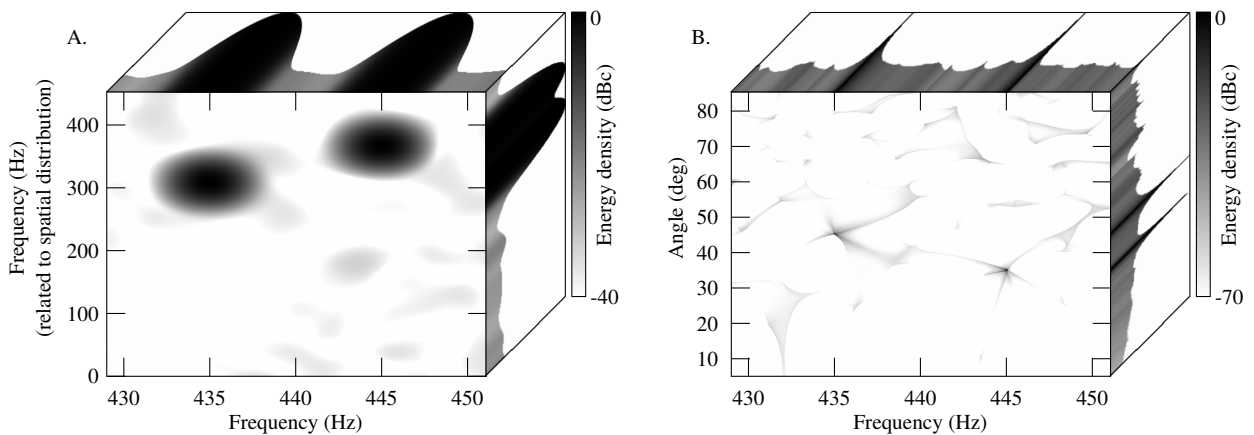 A.
400
300
200
100
0
Frequency (Hz)
(related to spatial distribution)
430 435 440 445 450
Frequency (Hz)
0
-40
Energy density (dBc)
B.
80
70
60
50
40
30
20
10
Angle (deg)
430 435 440 445 450
Frequency (Hz)
0
-70
Energy density (dBc)